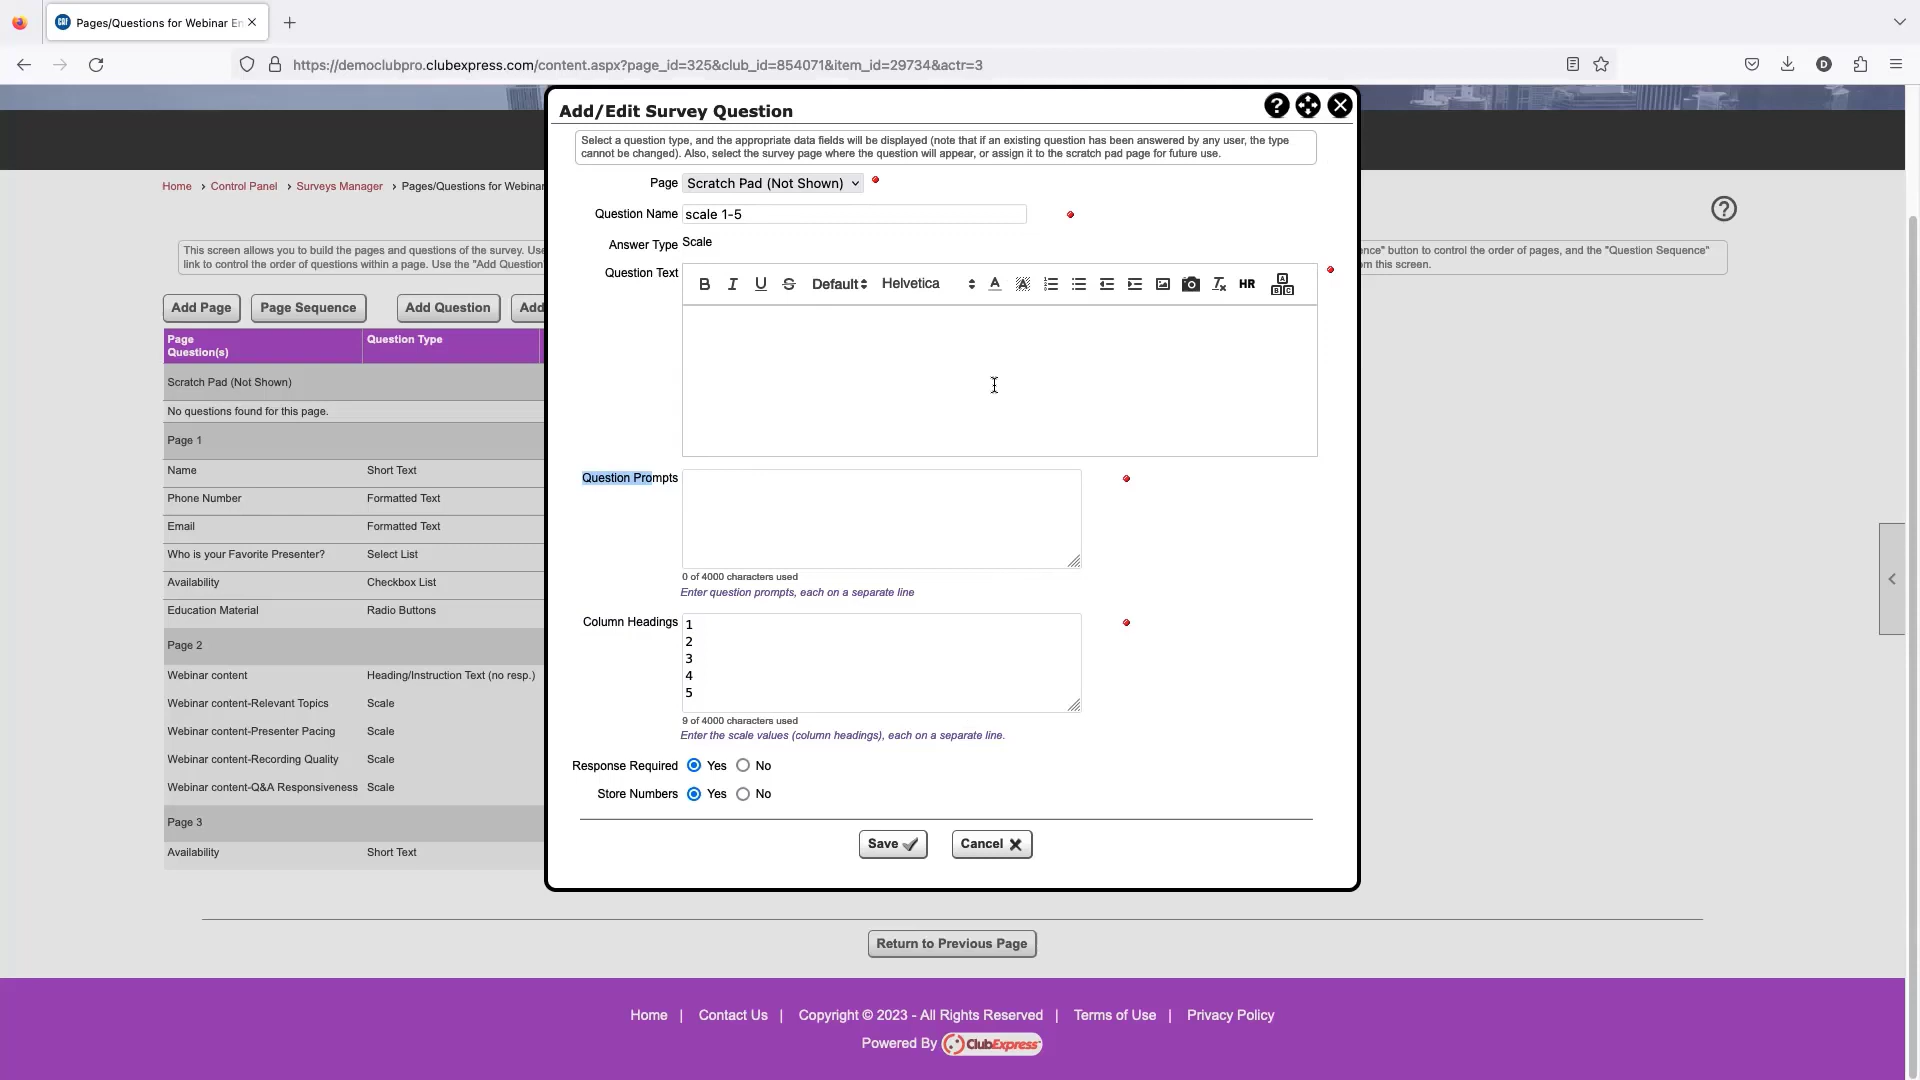 Pages/Questions for Webinar En
https://democlubpro.clubexpress.com/content.aspx?page_id=325&club_id=854071&item_id=29734&actr=3
Home > Control Panel > Surveys Manager > Pages/Questions for Webinar
This screen allows you to build the pages and questions of the survey. Use
link to control the order of questions within a page. Use the "Add Question
nce" button to control the order of pages, and the "Question Sequence"
om this screen.
Add Page
Page Sequence
Add Question
Add
Page
Question(s)
Question Type
Scratch Pad (Not Shown)
No questions found for this page.
Page 1
Name Short Text
Phone Number Formatted Text
Email Formatted Text
Who is your Favorite Presenter? Select List
Availability Checkbox List
Education Material Radio Buttons
Page 2
Webinar content Heading/Instruction Text (no resp.)
Webinar content-Relevant Topics Scale
Webinar content-Presenter Pacing Scale
Webinar content-Recording Quality Scale
Webinar content-Q&A Responsiveness Scale
Page 3
Availability Short Text
Add/Edit Survey Question
Select a question type, and the appropriate data fields will be displayed (note that if an existing question has been answered by any user, the type
cannot be changed). Also, select the survey page where the question will appear, or assign it to the scratch pad page for future use.
Page Scratch Pad (Not Shown)
Question Name scale 1-5
Answer Type Scale
Question Text
B I U S Default Helvetica A HR
Question Prompts
0 of 4000 characters used
Enter question prompts, each on a separate line
Column Headings
1
2
3
4
5
9 of 4000 characters used
Enter the scale values (column headings), each on a separate line.
Response Required Yes No
Store Numbers Yes No
Save
Cancel
Return to Previous Page
Home | Contact Us | Copyright © 2023 - All Rights Reserved | Terms of Use | Privacy Policy
Powered By ClubExpress